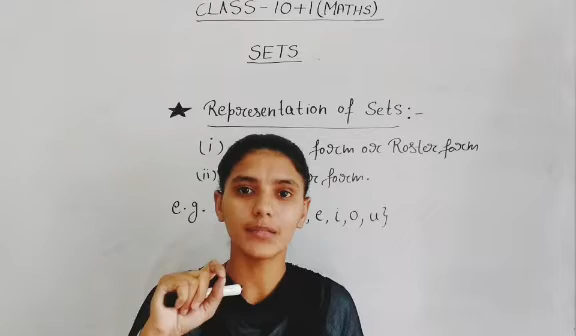 CLASS-10+1(MATHS)
SETS
★ Representation of Sets:-
(i) form or Roster form
(ii) form.
e.g. , e, i, o, u}